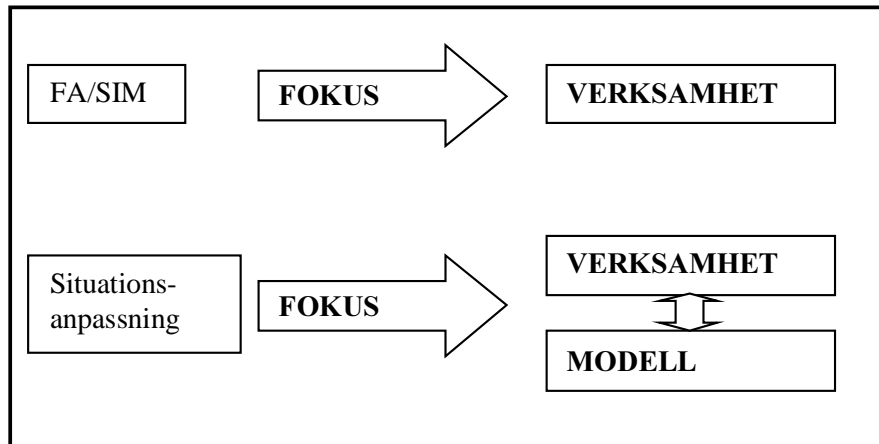 FA/SIM
FOKUS
VERKSAMHET
Situations-
anpassning
FOKUS
VERKSAMHET
MODELL